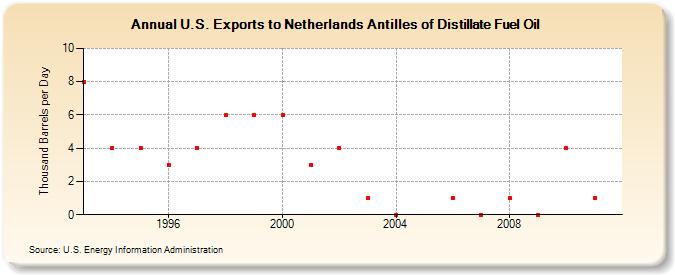 Annual U.S. Exports to Netherlands Antilles of Distillate Fuel Oil
Thousand Barrels per Day
10
8
6
4
2
0
1996 2000 2004 2008
Source: U.S. Energy Information Administration